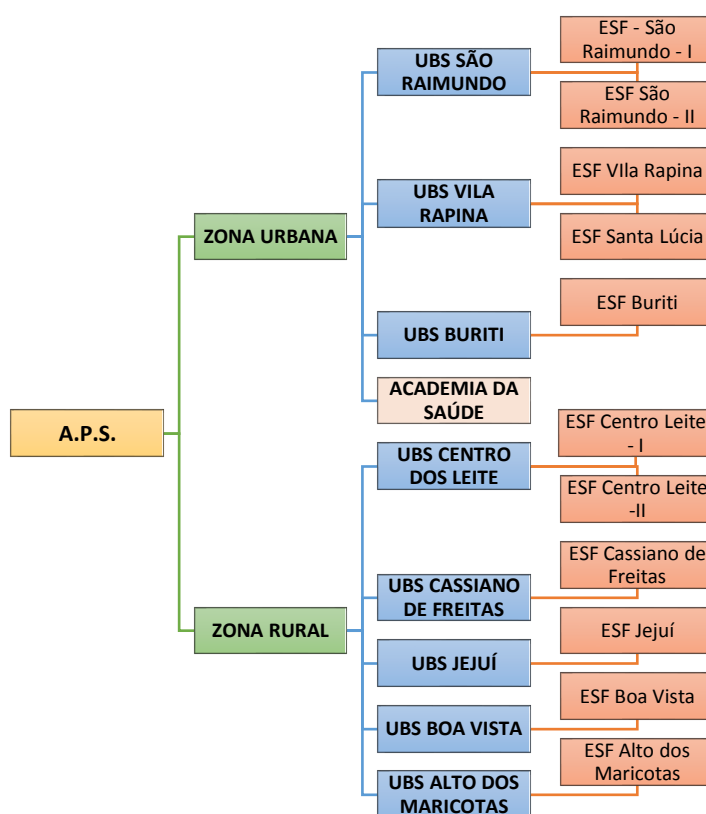 ESF - São
Raimundo - I
UBS SÃO
RAIMUNDO
ESF São
Raimundo - II
ESF VIla Rapina
UBS VILA
RAPINA
ZONA URBANA
ESF Santa Lúcia
ESF Buriti
UBS BURITI
ACADEMIA DA
SAÚDE
A.P.S.
ESF Centro Leite
- I
UBS CENTRO
DOS LEITE
ESF Centro Leite
-II
ESF Cassiano de
Freitas
UBS CASSIANO
DE FREITAS
ZONA RURAL
ESF Jejuí
UBS JEJUÍ
ESF Boa Vista
UBS BOA VISTA
ESF Alto dos
Maricotas
UBS ALTO DOS
MARICOTAS